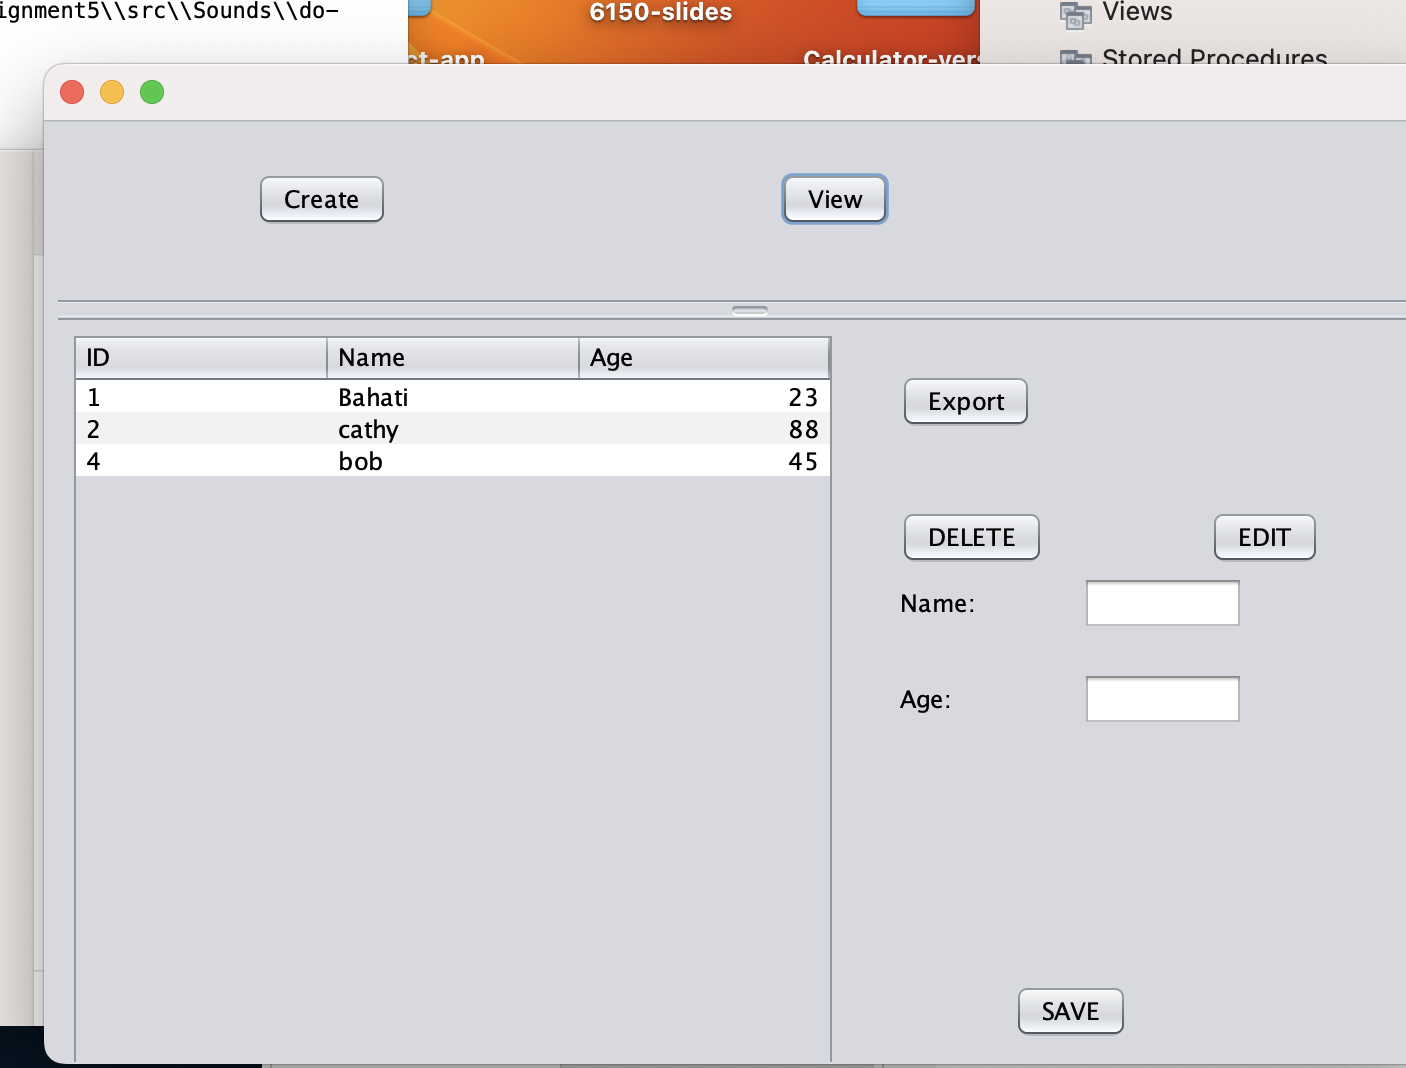 ignment5\\src\\Sounds\\do-
6150-slides
Views
ct-app
Calculator-vers
Stored Procedures
Create
View
ID Name Age
1 Bahati 23
2 cathy 88
4 bob 45
Export
DELETE EDIT
Name:
Age:
SAVE